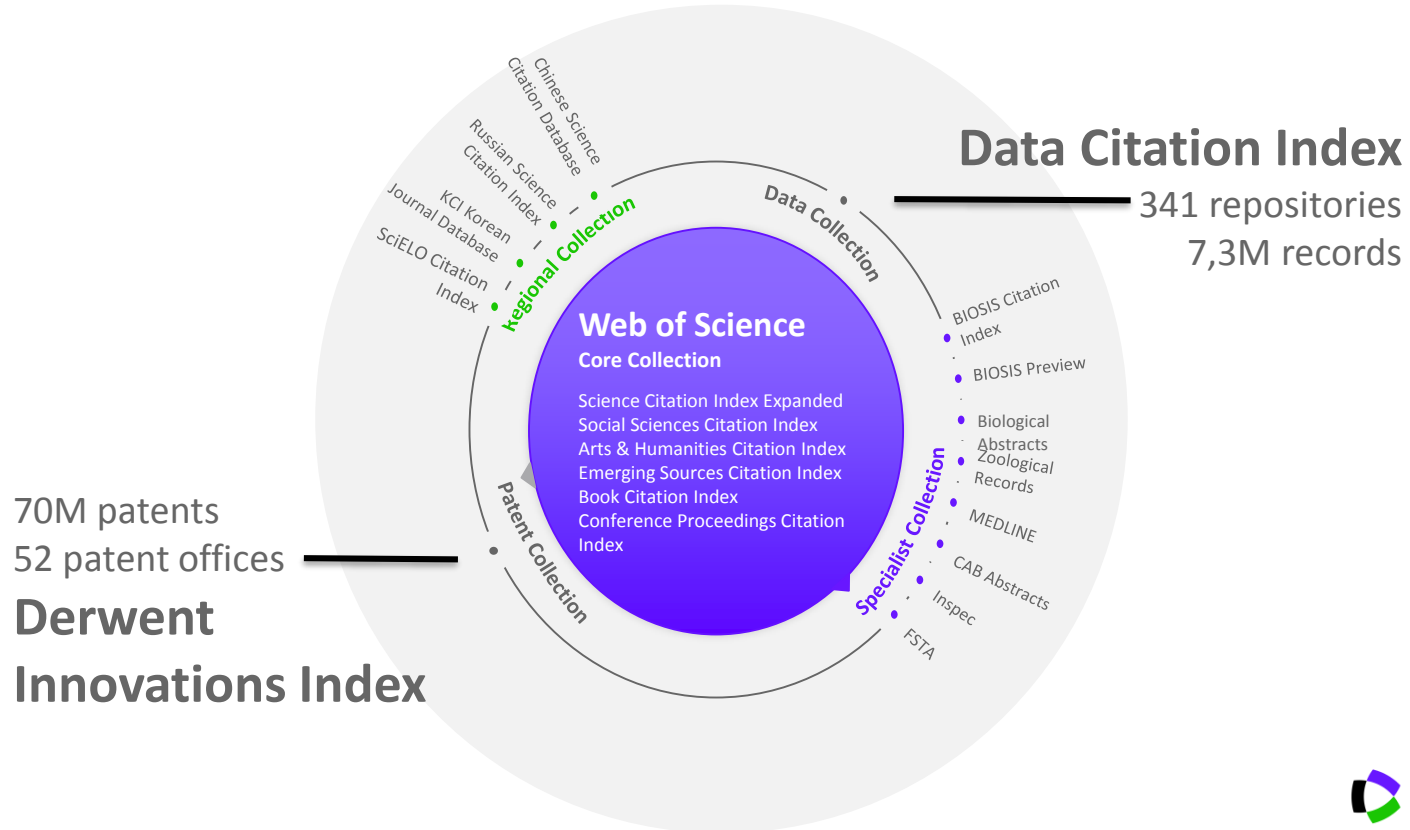 Chinese Science
Citation Database
Russian Science
Citation Index
KCI Korean
Journal Database
SciELO Citation
Index
Regional Collection
Data Collection
Data Citation Index
341 repositories
7,3M records
Web of Science
Core Collection
Science Citation Index Expanded
Social Sciences Citation Index
Arts & Humanities Citation Index
Emerging Sources Citation Index
Book Citation Index
Conference Proceedings Citation
Index
BIOSIS Citation
Index
BIOSIS Preview
Biological
Abstracts
Zoological
Records
MEDLINE
CAB Abstracts
Inspec
FSTA
Specialist Collection
Patent Collection
70M patents
52 patent offices
Derwent
Innovations Index